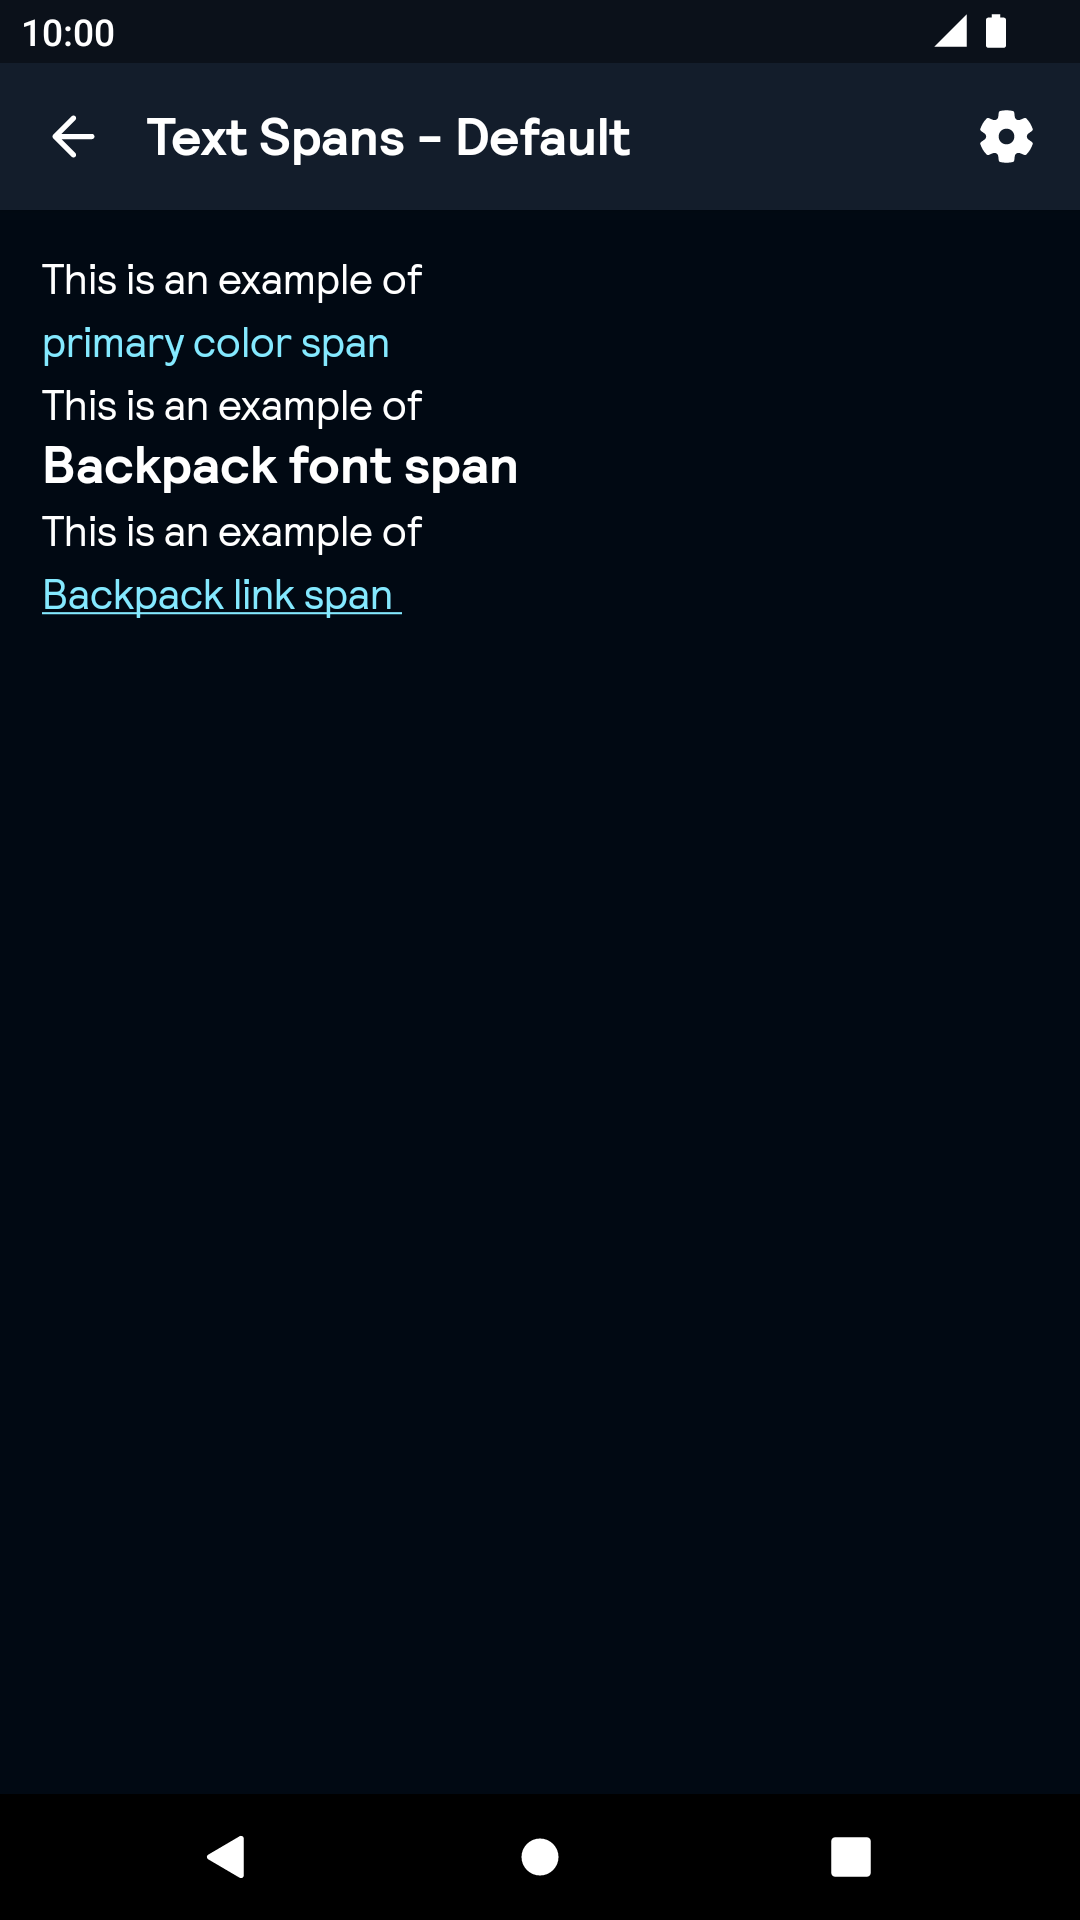 10:00
Text Spans - Default
This is an example of
primary color span
This is an example of
Backpack font span
This is an example of
Backpack link span